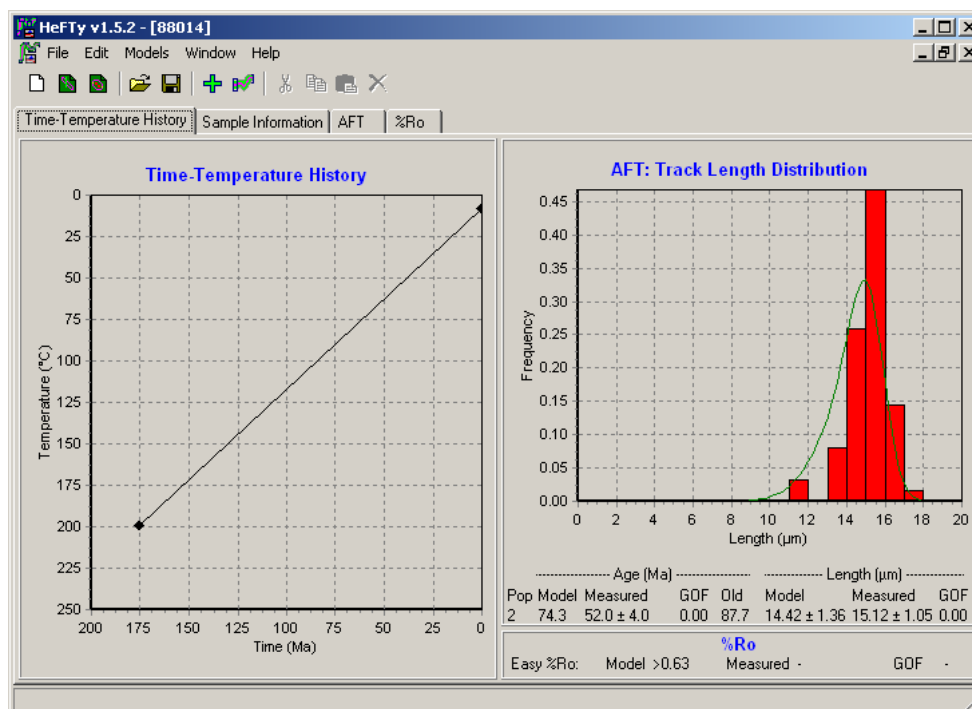 HeFTy v1.5.2 - [88014]
File Edit Models Window Help
Time-Temperature History Sample Information AFT %Ro
Time-Temperature History
0
25
50
75
100
125
150
175
200
225
250
Temperature (°C)
200 175 150 125 100 75 50 25 0
Time (Ma)
AFT: Track Length Distribution
0.45
0.40
0.35
0.30
0.25
0.20
0.15
0.10
0.05
0.00
Frequency
0 2 4 6 8 10 12 14 16 18 20
Length (µm)
---------------- Age (Ma) ---------------- ------------ Length (µm) ------------
Pop Model Measured GOF Old Model Measured GOF
2 74.3 52.0 ± 4.0 0.00 87.7 14.42 ± 1.36 15.12 ± 1.05 0.00
%Ro
Easy %Ro: Model >0.63 Measured - GOF -